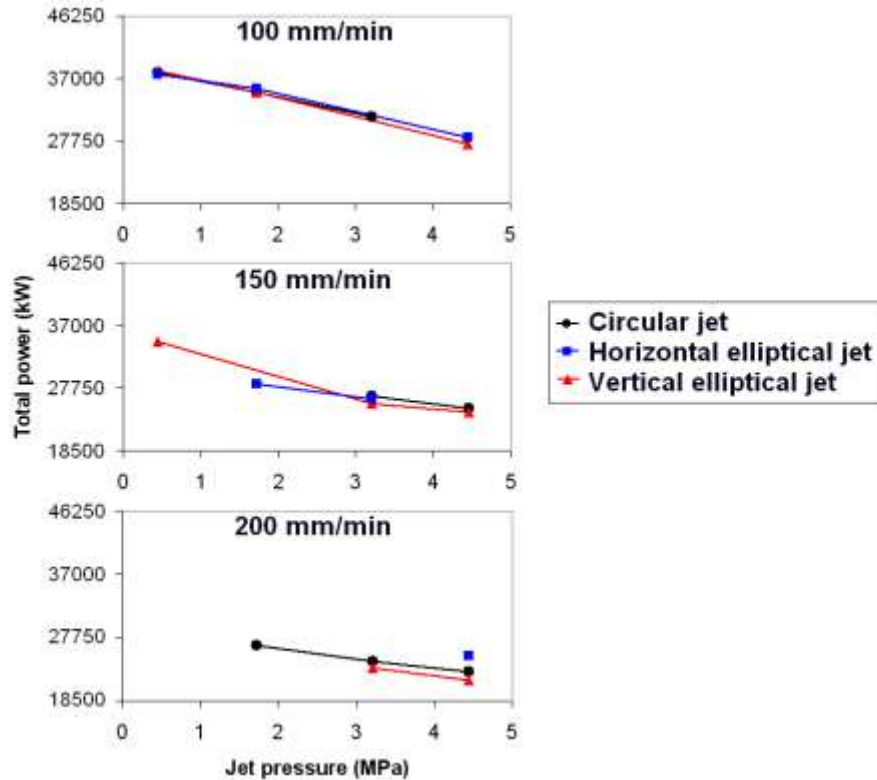 100 mm/min
46250
37000
27750
18500
0 1 2 3 4 5
150 mm/min
46250
37000
27750
18500
0 1 2 3 4 5
200 mm/min
46250
37000
27750
18500
0 1 2 3 4 5
Total power (kW)
Jet pressure (MPa)
Circular jet
Horizontal elliptical jet
Vertical elliptical jet